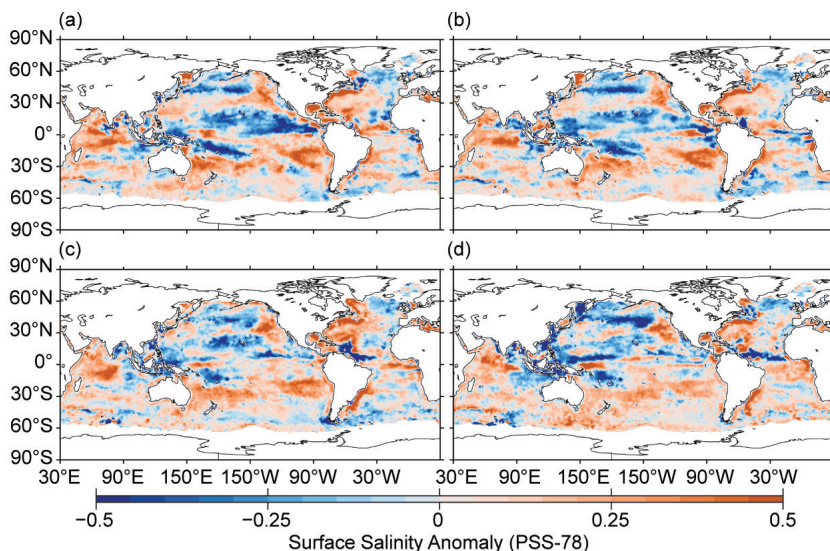 (a) (b)
90°N
60°N
30°N
0°
30°S
60°S
90°S
(c) (d)
90°N
60°N
30°N
0°
30°S
60°S
90°S
30°E 90°E 150°E 150°W 90°W 30°W 30°E 90°E 150°E 150°W 90°W 30°W
−0.5 −0.25 0 0.25 0.5
Surface Salinity Anomaly (PSS-78)